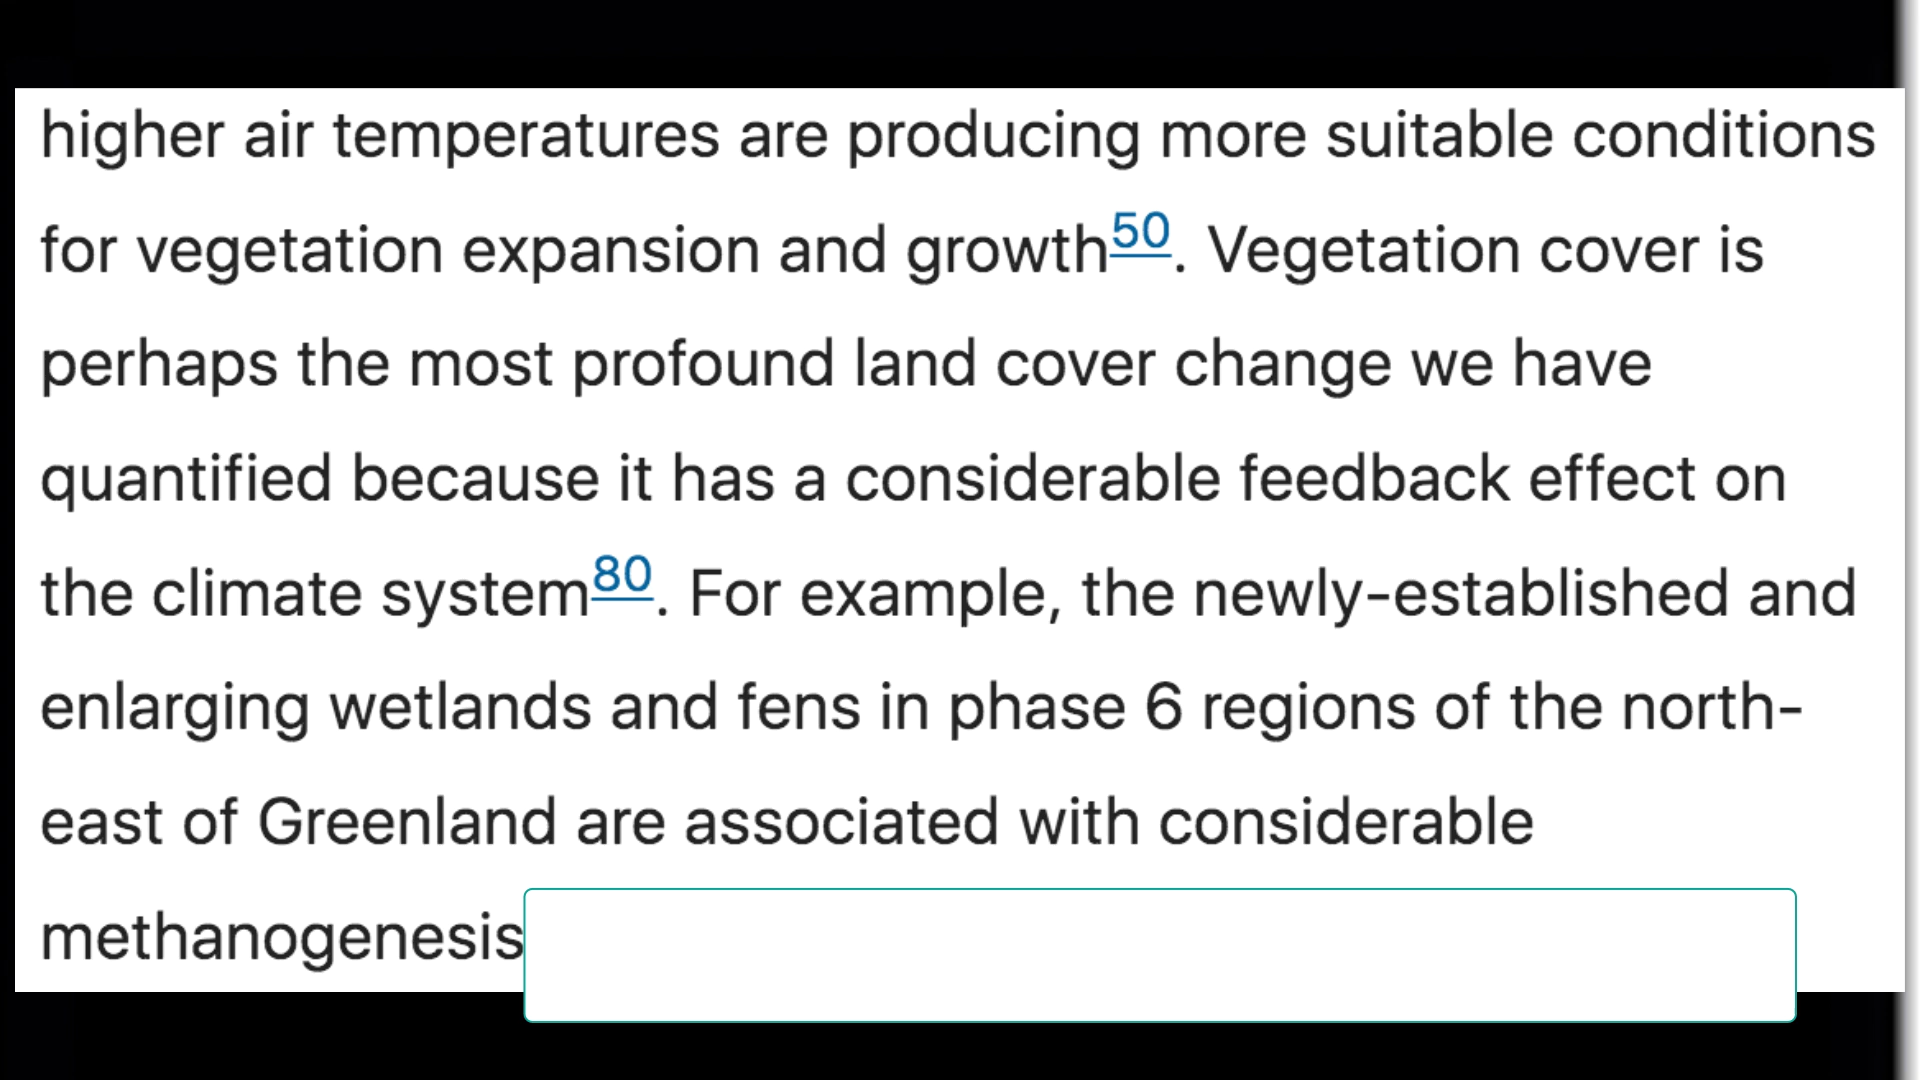 higher air temperatures are producing more suitable conditions
for vegetation expansion and growth50. Vegetation cover is
perhaps the most profound land cover change we have
quantified because it has a considerable feedback effect on
the climate system80. For example, the newly-established and
enlarging wetlands and fens in phase 6 regions of the north-
east of Greenland are associated with considerable
methanogenesis